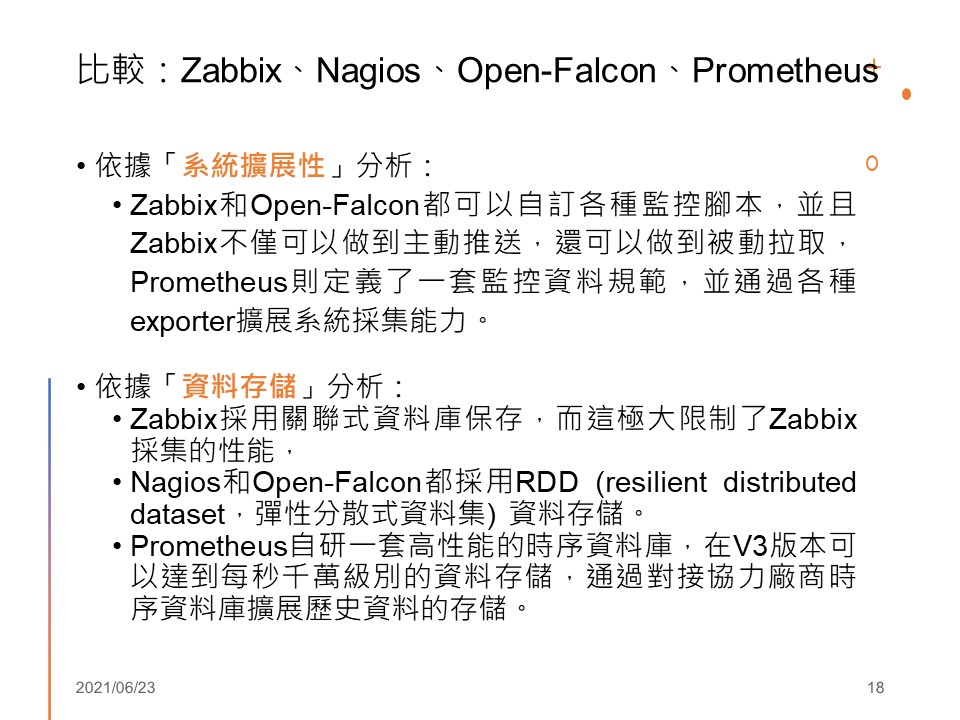 比較：Zabbix、Nagios、Open-Falcon、Prometheus
• 依據「系統擴展性」分析：
• Zabbix和Open-Falcon都可以自訂各種監控腳本，並且
Zabbix不僅可以做到主動推送，還可以做到被動拉取，
Prometheus則定義了一套監控資料規範，並通過各種
exporter擴展系統採集能力。
• 依據「資料存儲」分析：
• Zabbix採用關聯式資料庫保存，而這極大限制了Zabbix
採集的性能，
• Nagios和Open-Falcon都採用RDD (resilient distributed
dataset，彈性分散式資料集) 資料存儲。
• Prometheus自研一套高性能的時序資料庫，在V3版本可
以達到每秒千萬級別的資料存儲，通過對接協力廠商時
序資料庫擴展歷史資料的存儲。
2021/06/23
18